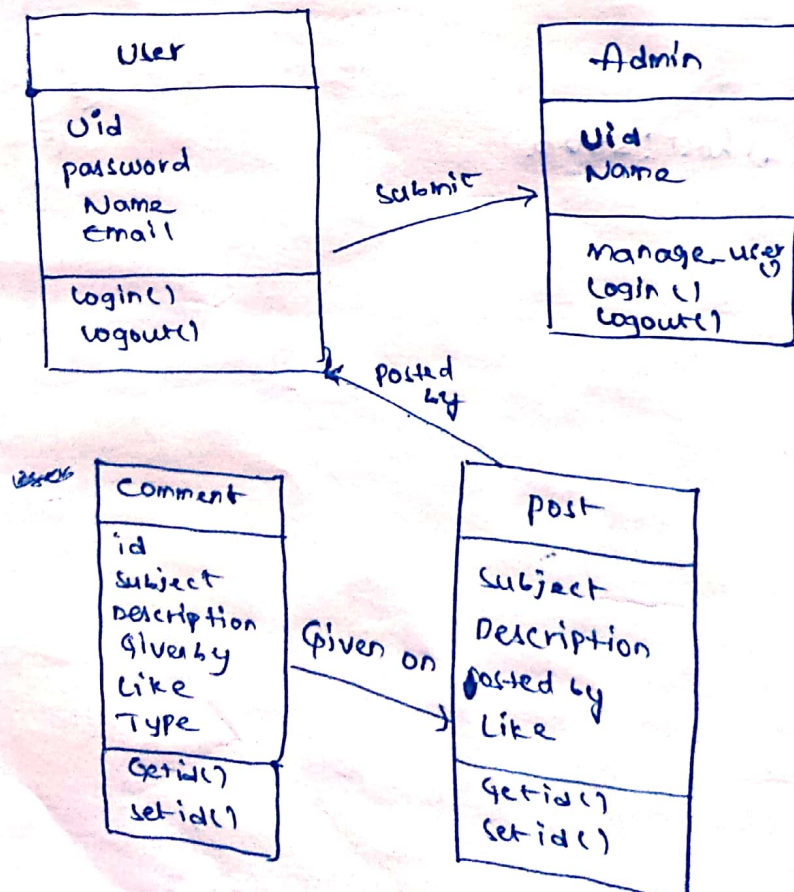 User
Uid
password
Name
Email
Login()
Logout()
submit
Admin
Uid
Name
Manage_user()
Login()
Logout()
Posted
by
Comment
id
Subject
Description
Givenby
Like
Type
Getid()
setid()
Given on
Post
Subject
Description
Posted by
Like
Getid()
setid()